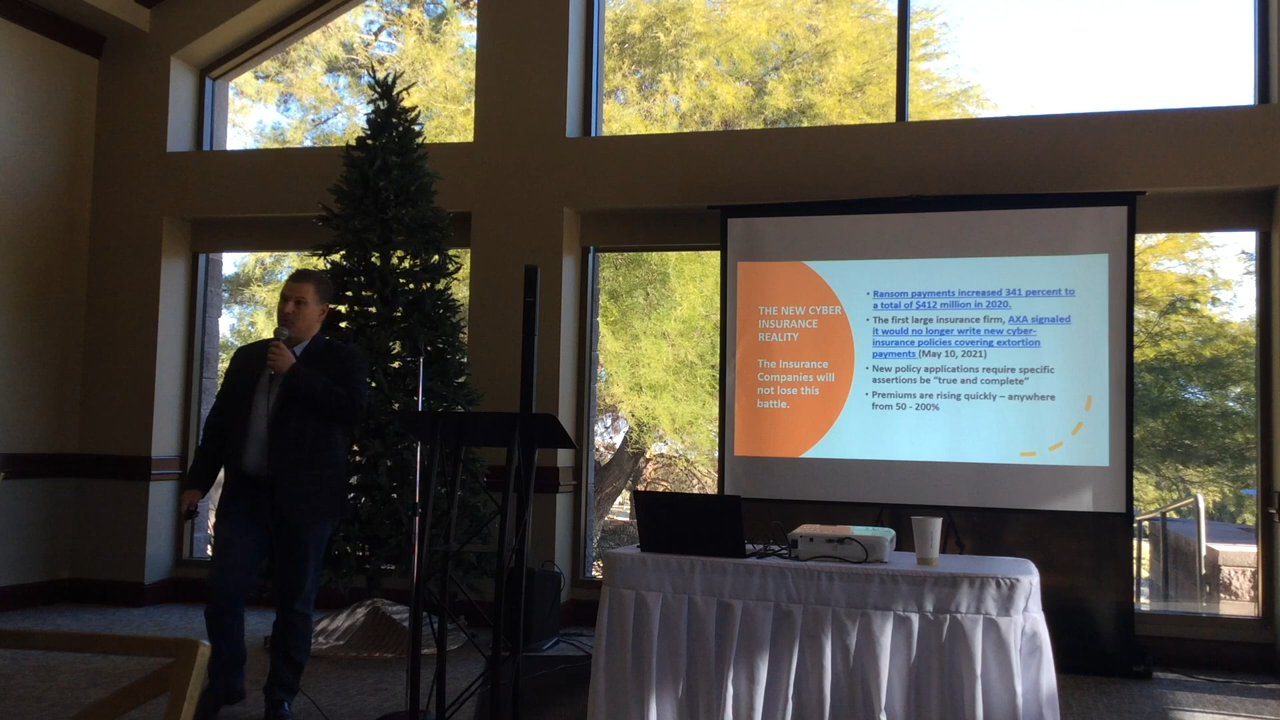 THE NEW CYBER
INSURANCE
REALITY
The Insurance
Companies will
not lose this
battle.
• Ransom payments increased 341 percent to
a total of $412 million in 2020.
• The first large insurance firm, AXA signaled
it would no longer write new cyber-
insurance policies covering extortion
payments (May 10, 2021)
• New policy applications require specific
assertions be "true and complete"
• Premiums are rising quickly – anywhere
from 50 - 200%